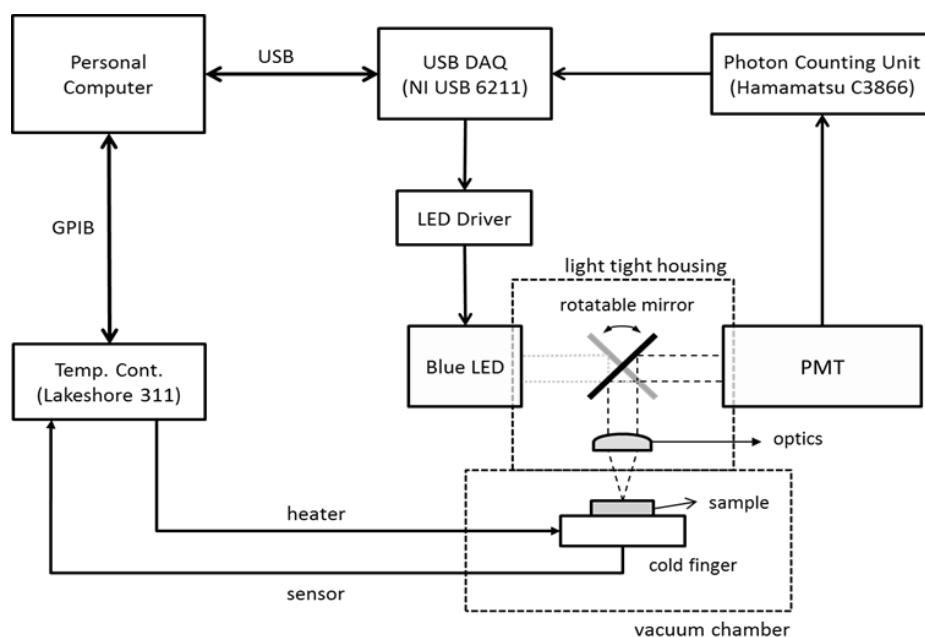 Personal
Computer
USB
USB DAQ
(NI USB 6211)
Photon Counting Unit
(Hamamatsu C3866)
LED Driver
GPIB
light tight housing
rotatable mirror
Temp. Cont.
(Lakeshore 311)
Blue LED
PMT
optics
sample
heater
cold finger
sensor
vacuum chamber